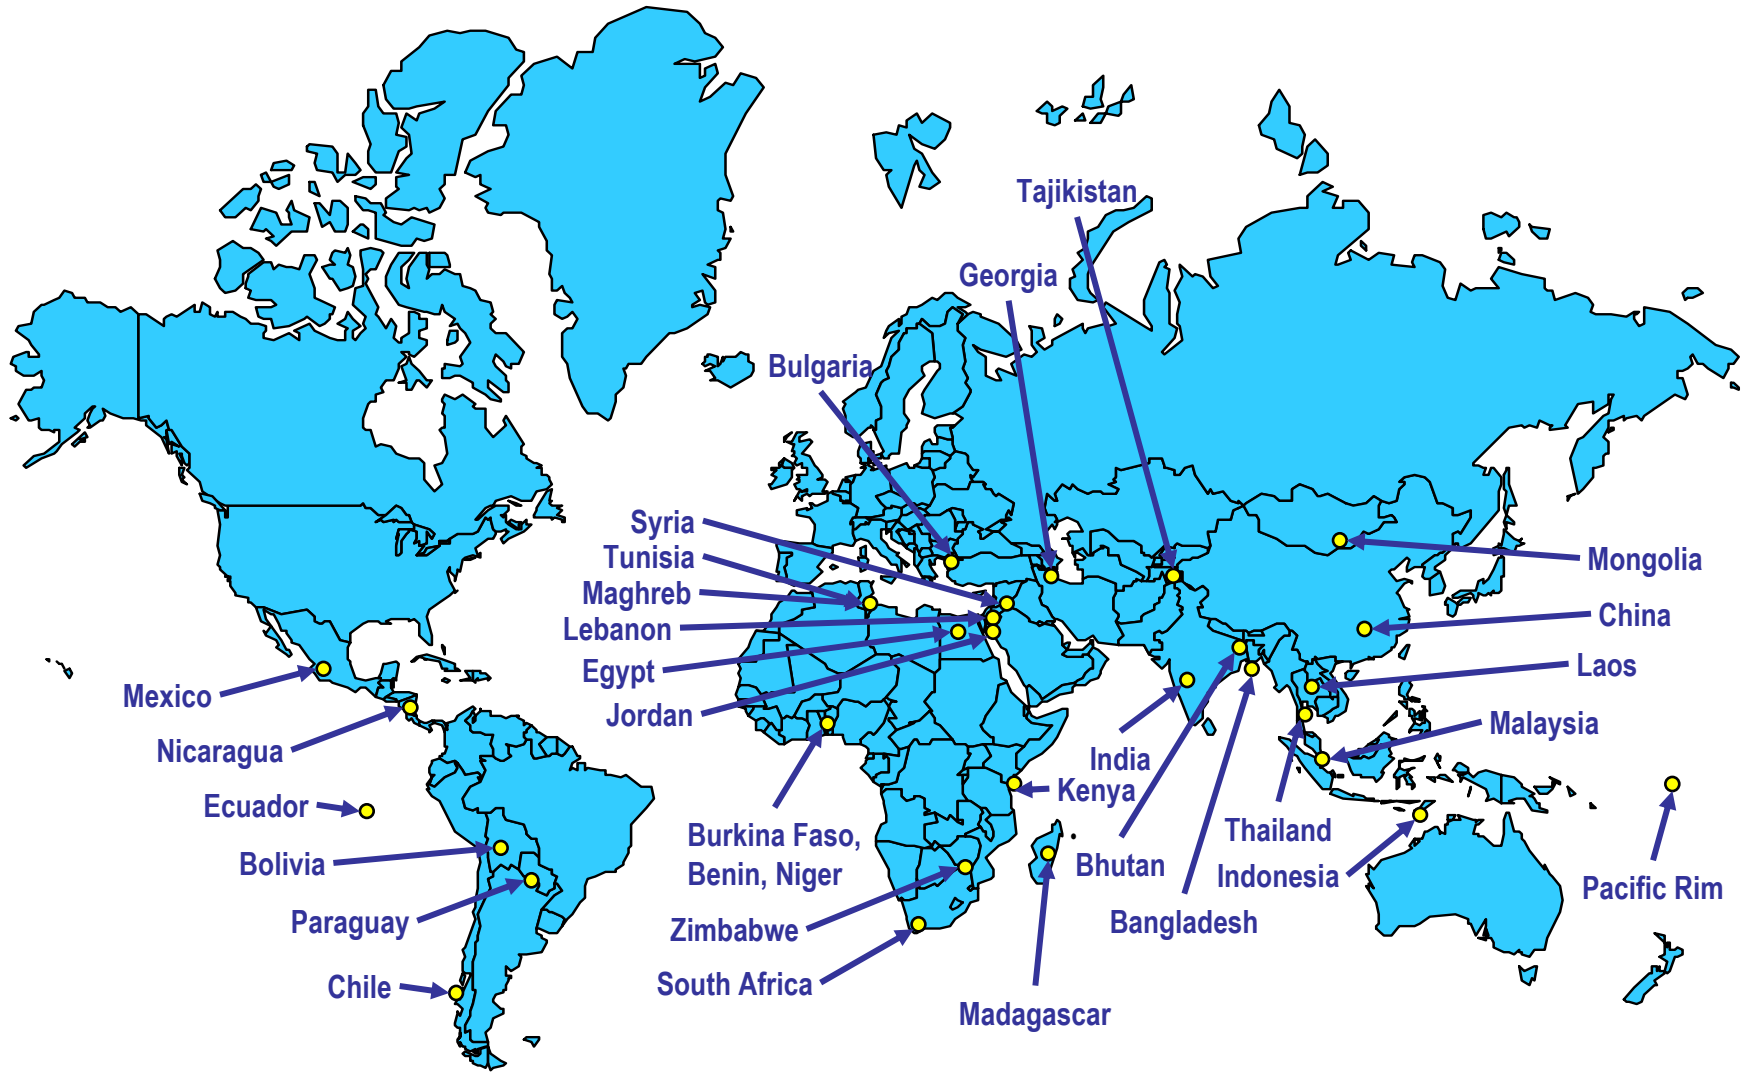 Tajikistan
Georgia
Bulgaria
Syria
Tunisia
Maghreb
Lebanon
Egypt
Jordan
Mongolia
China
Laos
Malaysia
Mexico
Nicaragua
Ecuador
Bolivia
Paraguay
Chile
Burkina Faso,
Benin, Niger
Zimbabwe
South Africa
Madagascar
India
Kenya
Bhutan
Bangladesh
Thailand
Indonesia
Pacific Rim